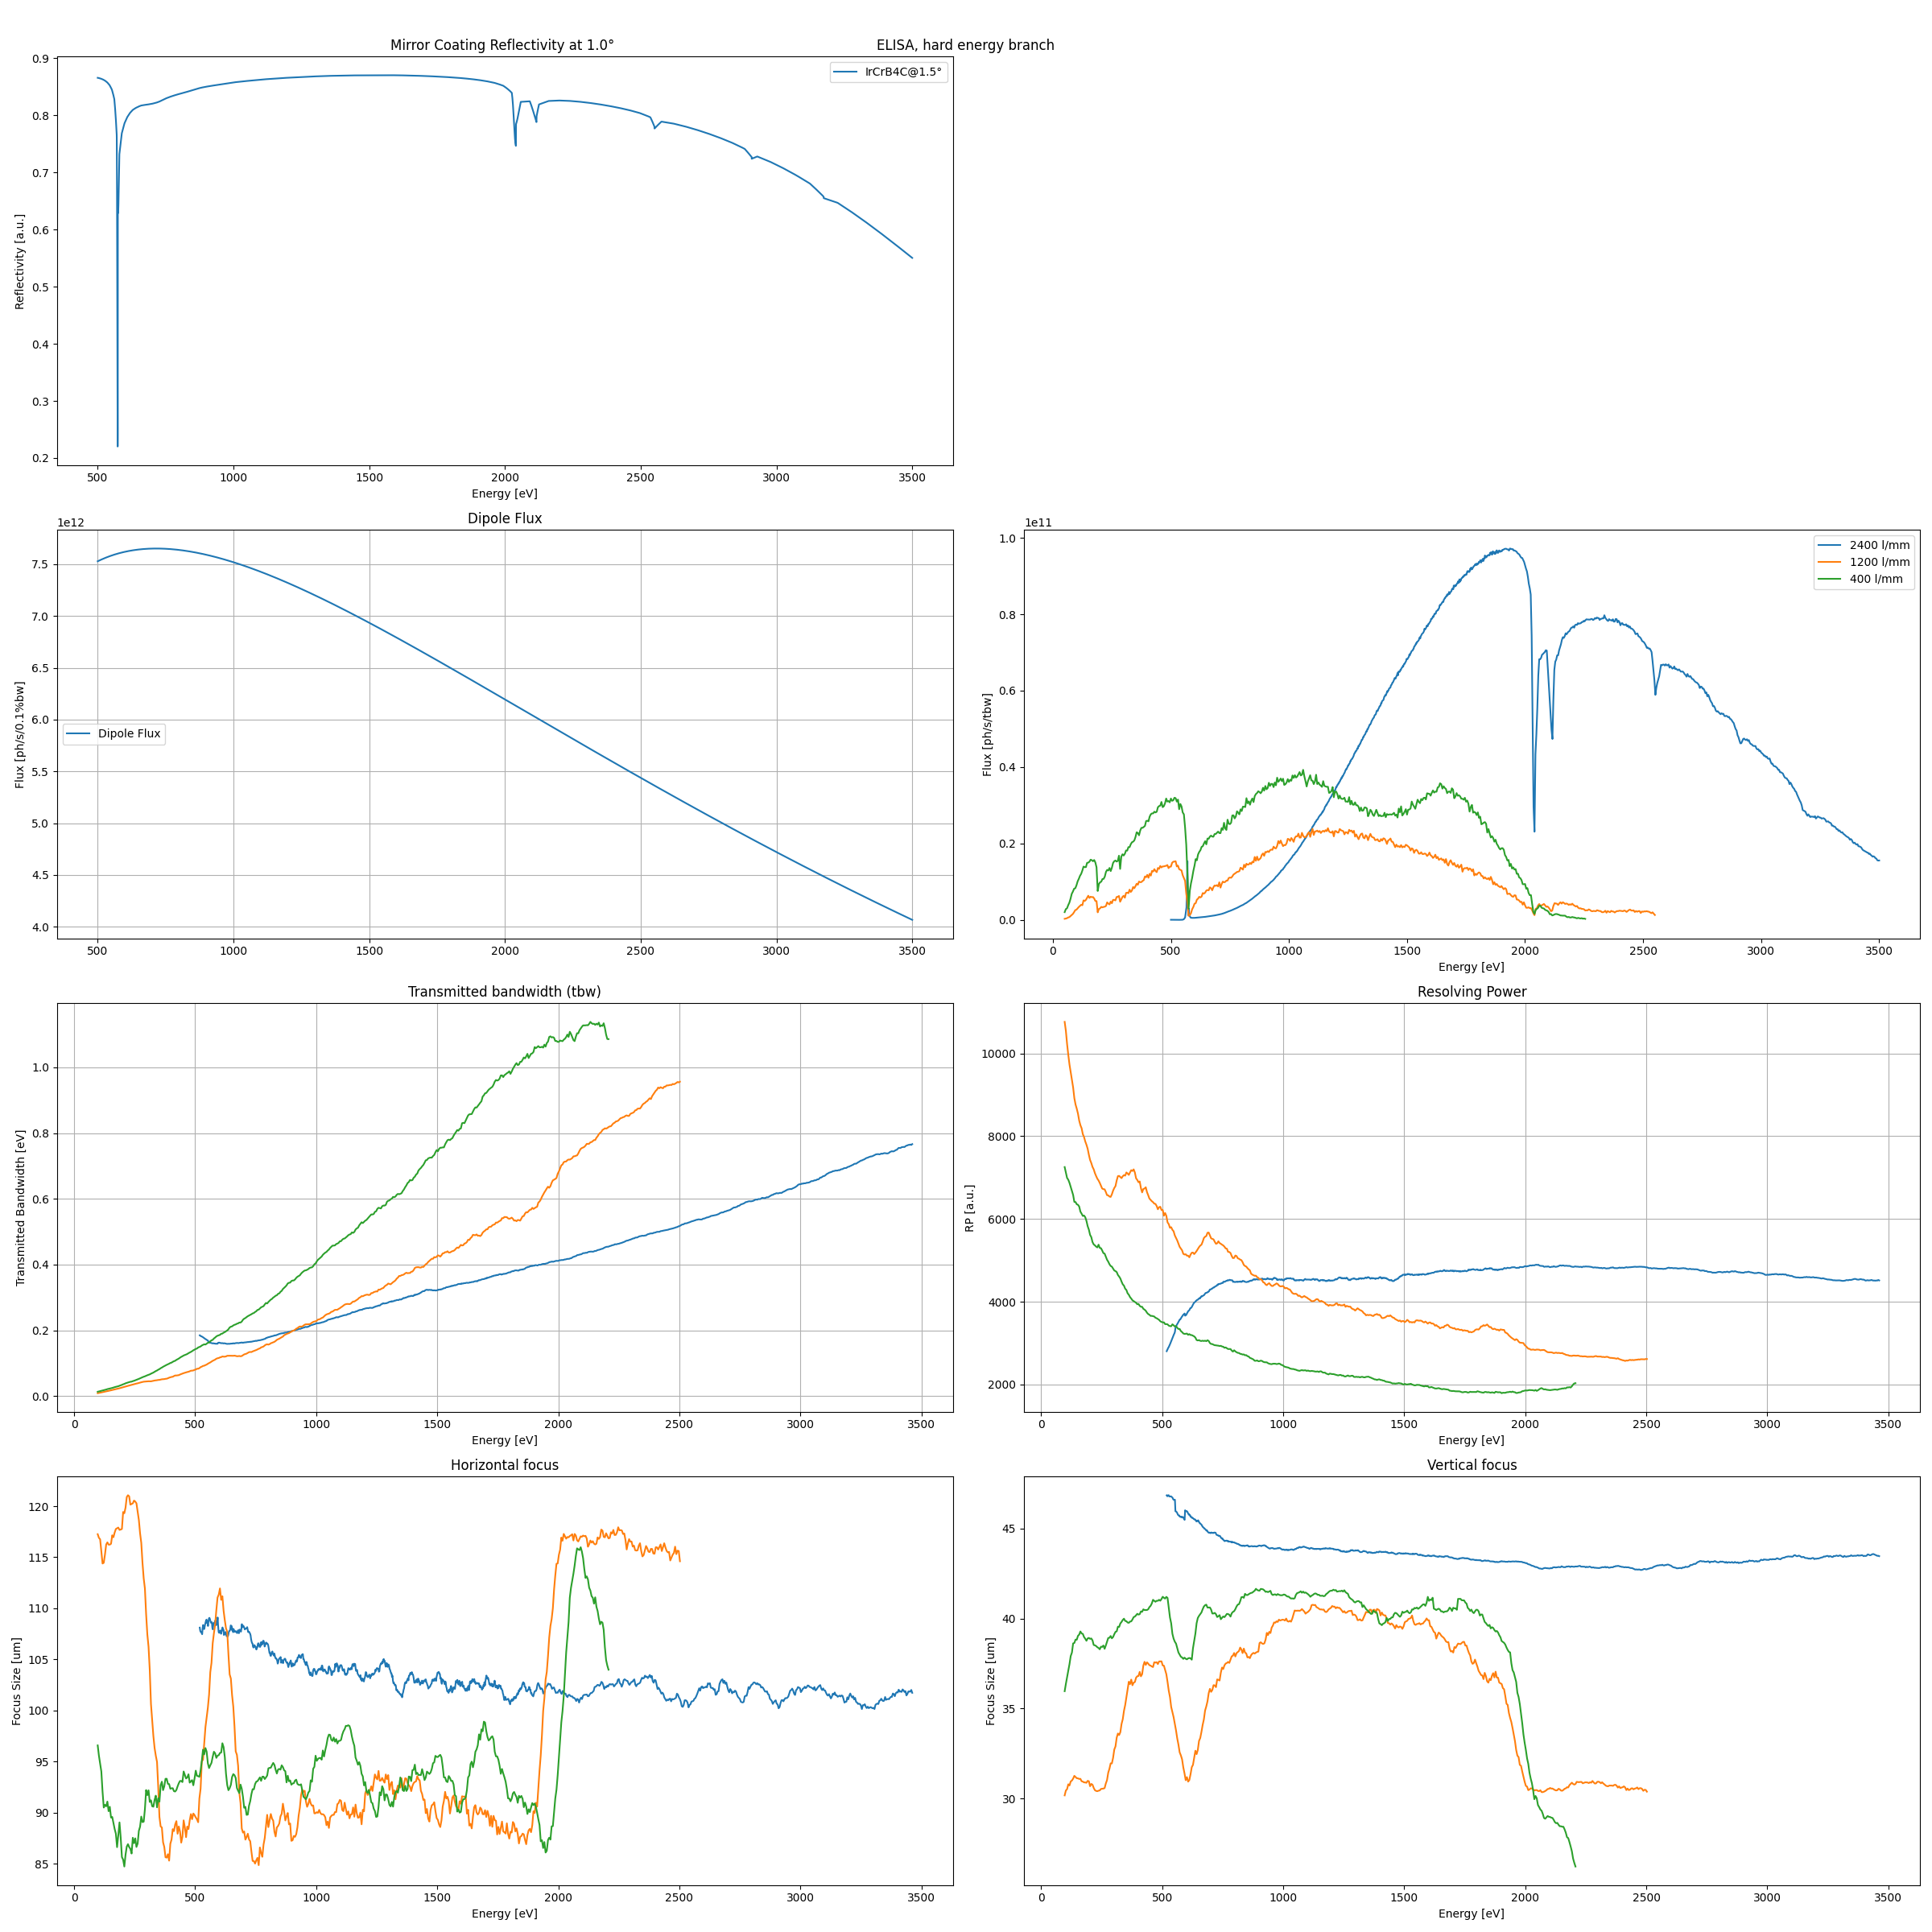 ELISA, hard energy branch
Mirror Coating Reflectivity at 1.0°
IrCrB4C@1.5°
Reflectivity [a.u.]
0.9
0.8
0.7
0.6
0.5
0.4
0.3
0.2
500 1000 1500 2000 2500 3000 3500
Energy [eV]
Dipole Flux
1e12
Flux [ph/s/0.1%bw]
7.5
7.0
6.5
6.0
5.5
5.0
4.5
4.0
Dipole Flux
500 1000 1500 2000 2500 3000 3500
Energy [eV]
1e11
Flux [ph/s/tbw]
1.0
0.8
0.6
0.4
0.2
0.0
2400 l/mm
1200 l/mm
400 l/mm
0 500 1000 1500 2000 2500 3000 3500
Energy [eV]
Transmitted bandwidth (tbw)
Transmitted Bandwidth [eV]
1.0
0.8
0.6
0.4
0.2
0.0
0 500 1000 1500 2000 2500 3000 3500
Energy [eV]
Resolving Power
RP [a.u.]
10000
8000
6000
4000
2000
0 500 1000 1500 2000 2500 3000 3500
Energy [eV]
Horizontal focus
Focus Size [um]
120
115
110
105
100
95
90
85
0 500 1000 1500 2000 2500 3000 3500
Energy [eV]
Vertical focus
Focus Size [um]
45
40
35
30
0 500 1000 1500 2000 2500 3000 3500
Energy [eV]